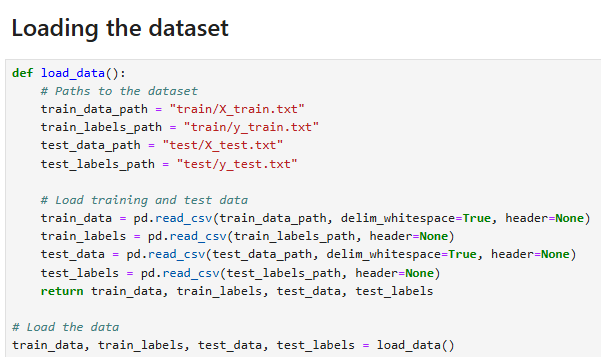 Loading the dataset
def load_data():
    # Paths to the dataset
    train_data_path = "train/X_train.txt"
    train_labels_path = "train/y_train.txt"
    test_data_path = "test/X_test.txt"
    test_labels_path = "test/y_test.txt"

    # Load training and test data
    train_data = pd.read_csv(train_data_path, delim_whitespace=True, header=None)
    train_labels = pd.read_csv(train_labels_path, header=None)
    test_data = pd.read_csv(test_data_path, delim_whitespace=True, header=None)
    test_labels = pd.read_csv(test_labels_path, header=None)
    return train_data, train_labels, test_data, test_labels

# Load the data
train_data, train_labels, test_data, test_labels = load_data()